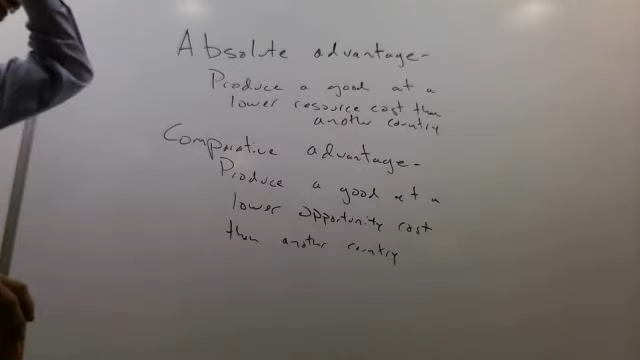 Absolute advantage-
Produce a good at a
lower resource cost than
another country
Comparative advantage-
Produce a good at a
lower opportunity cost
than another country